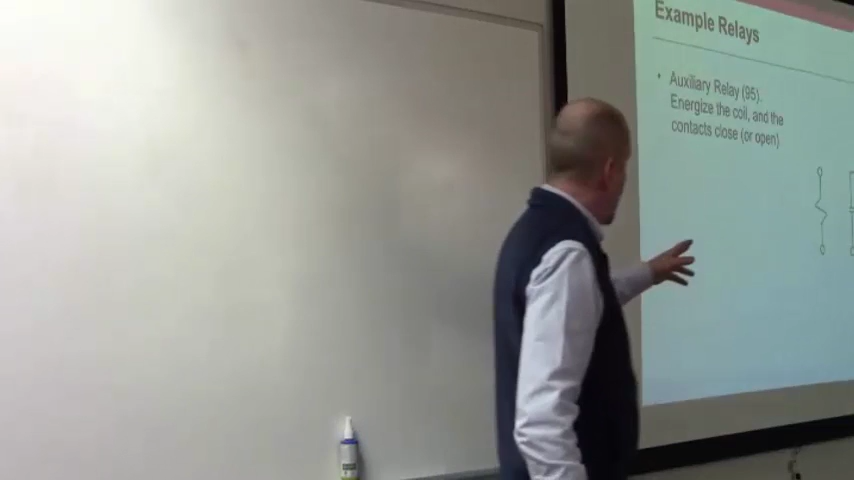 Example Relays
• Auxiliary Relay (95).
Energize the coil, and the
contacts close (or open)